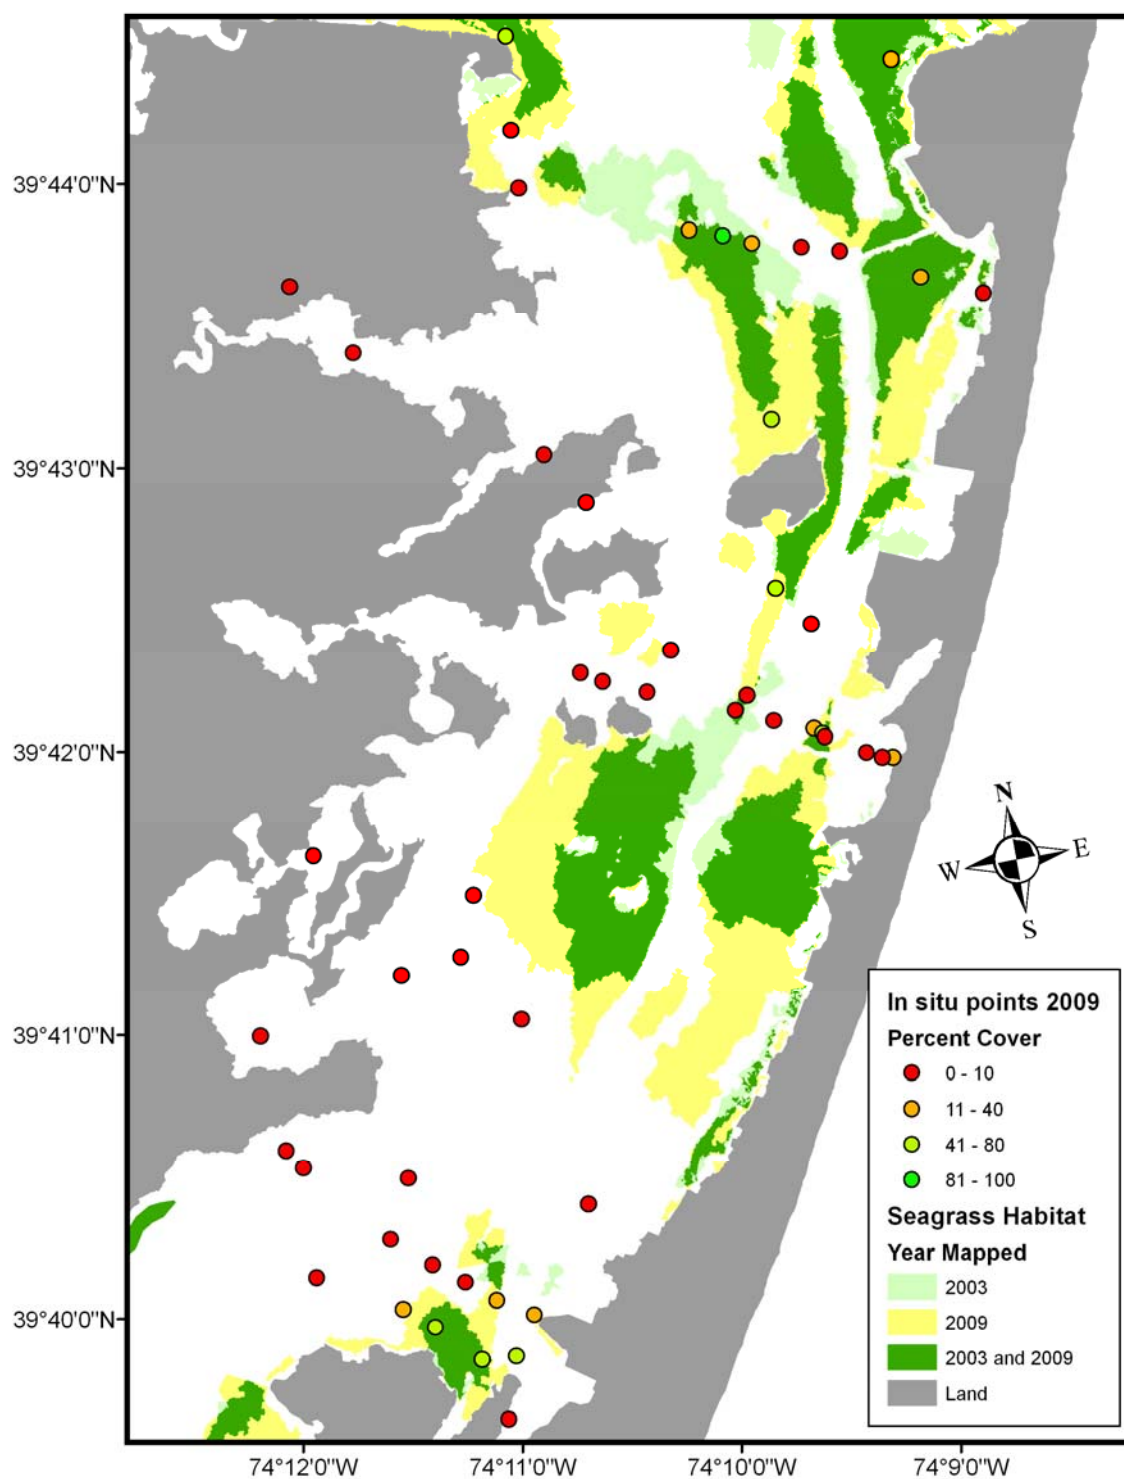 39°44'0"N
39°43'0"N
39°42'0"N
39°41'0"N
39°40'0"N
N
W E
S
In situ points 2009
Percent Cover
0 - 10
11 - 40
41 - 80
81 - 100
Seagrass Habitat
Year Mapped
2003
2009
2003 and 2009
Land
74°12'0"W 74°11'0"W 74°10'0"W 74°9'0"W